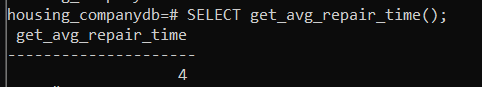 housing_companydb=# SELECT get_avg_repair_time();
get_avg_repair_time
---------------------
4